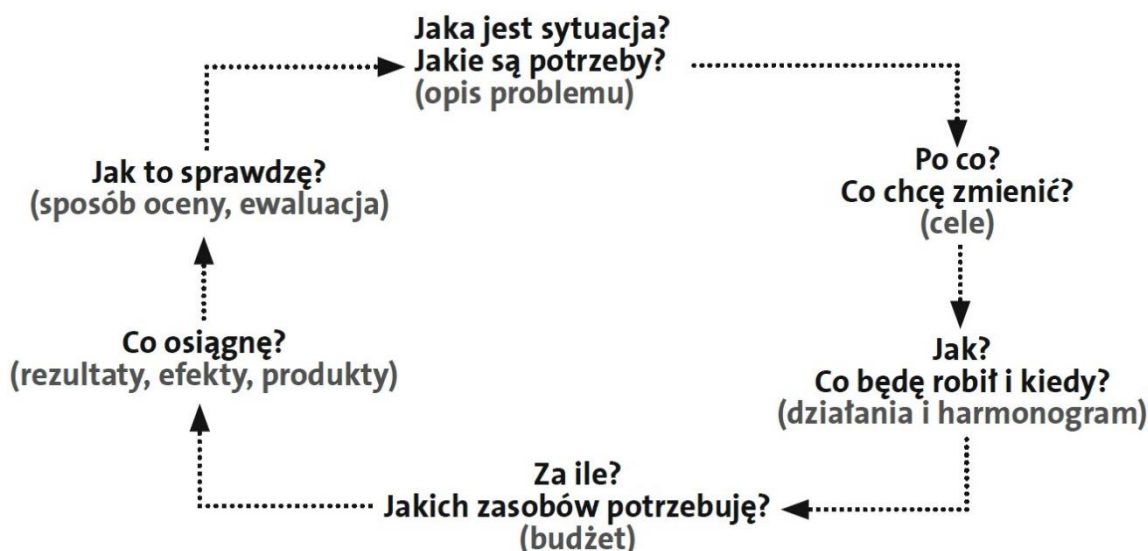 Jaka jest sytuacja?
Jakie są potrzeby?
(opis problemu)
Po co?
Co chcę zmienić?
(cele)
Jak?
Co będę robił i kiedy?
(działania i harmonogram)
Za ile?
Jakich zasobów potrzebuję?
(budżet)
Co osiągnę?
(rezultaty, efekty, produkty)
Jak to sprawdzę?
(sposób oceny, ewaluacja)